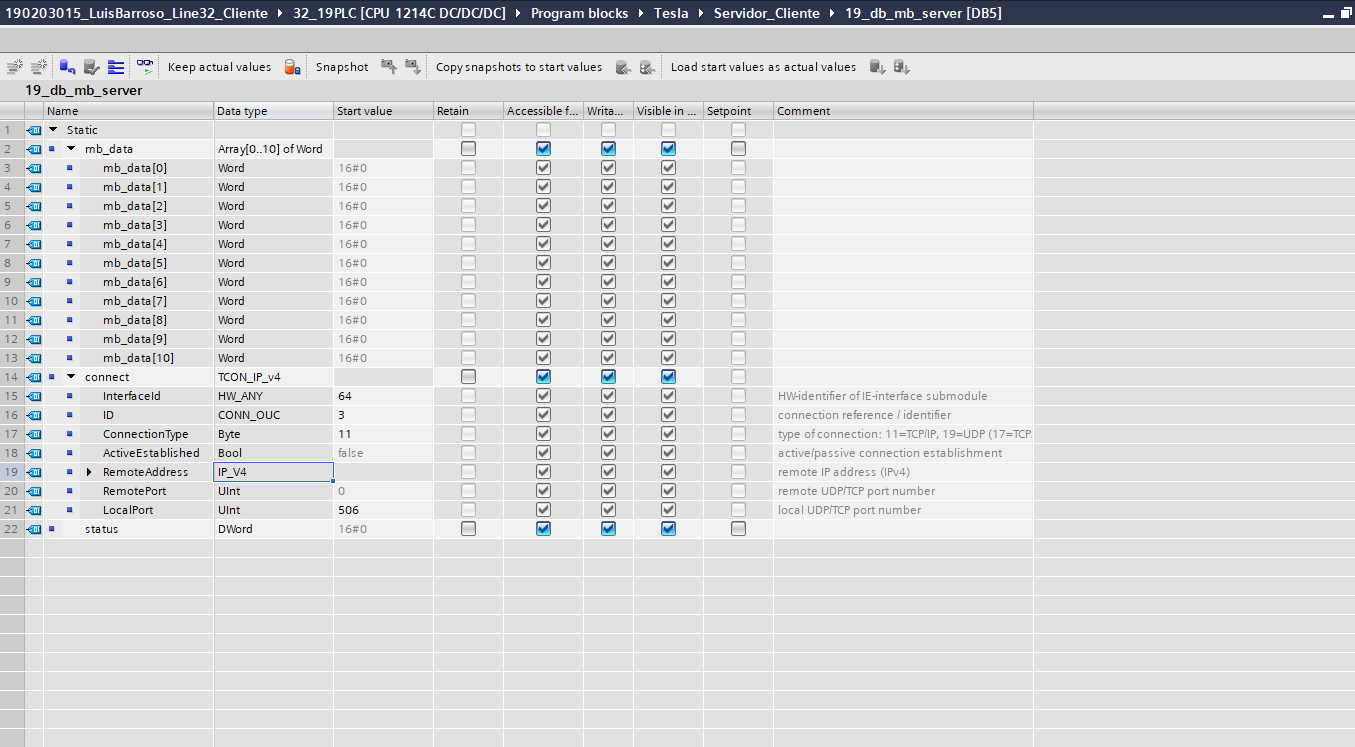 190203015_LuisBarroso_Line32_Cliente 32_19PLC [CPU 1214C DC/DC/DC] Program blocks Tesla Servidor_Cliente 19_db_mb_server [DB5]
Keep actual values Snapshot Copy snapshots to start values Load start values as actual values
19_db_mb_server
Name Data type Start value Retain Accessible f... Writa... Visible in ... Setpoint Comment
1 Static
2 mb_data Array[0..10] of Word
3 mb_data[0] Word 16#0
4 mb_data[1] Word 16#0
5 mb_data[2] Word 16#0
6 mb_data[3] Word 16#0
7 mb_data[4] Word 16#0
8 mb_data[5] Word 16#0
9 mb_data[6] Word 16#0
10 mb_data[7] Word 16#0
11 mb_data[8] Word 16#0
12 mb_data[9] Word 16#0
13 mb_data[10] Word 16#0
14 connect TCON_IP_v4
15 InterfaceId HW_ANY 64 HW-identifier of IE-interface submodule
16 ID CONN_OUC 3 connection reference / identifier
17 ConnectionType Byte 11 type of connection: 11=TCP/IP, 19=UDP (17=TCP
18 ActiveEstablished Bool false active/passive connection establishment
19 RemoteAddress IP_V4 remote IP address (IPv4)
20 RemotePort UInt 0 remote UDP/TCP port number
21 LocalPort UInt 506 local UDP/TCP port number
22 status DWord 16#0